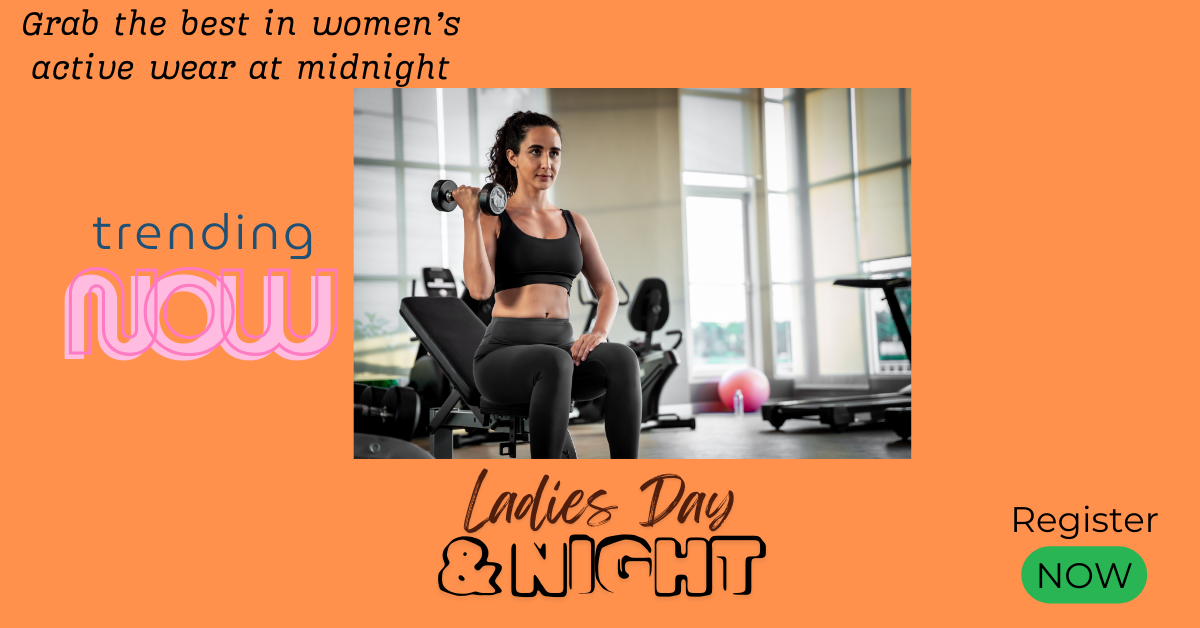 Grab the best in women's
active wear at midnight
trending
NOW
Ladies Day
& NIGHT
Register
NOW